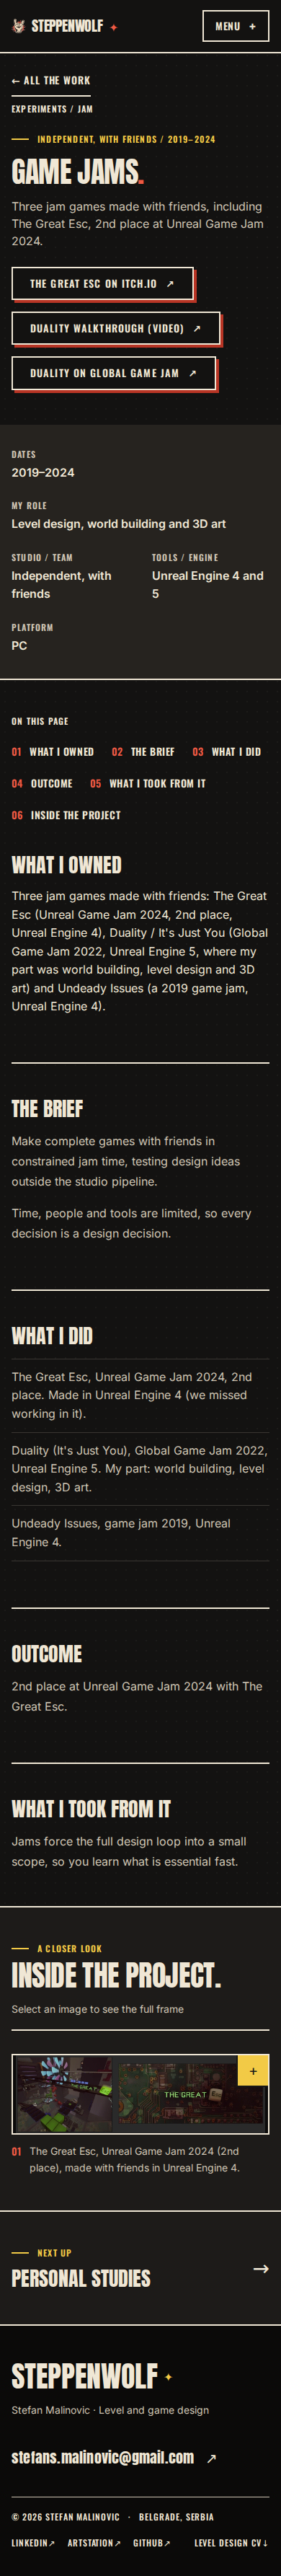 STEPPENWOLF ✦
MENU +
← ALL THE WORK
EXPERIMENTS / JAM
INDEPENDENT, WITH FRIENDS / 2019–2024
GAME JAMS.
Three jam games made with friends, including
The Great Esc, 2nd place at Unreal Game Jam
2024.
THE GREAT ESC ON ITCH.IO ↗
DUALITY WALKTHROUGH (VIDEO) ↗
DUALITY ON GLOBAL GAME JAM ↗
DATES
2019–2024
MY ROLE
Level design, world building and 3D art
STUDIO / TEAM
Independent, with
friends
TOOLS / ENGINE
Unreal Engine 4 and
5
PLATFORM
PC
ON THIS PAGE
01 WHAT I OWNED 02 THE BRIEF 03 WHAT I DID
04 OUTCOME 05 WHAT I TOOK FROM IT
06 INSIDE THE PROJECT
WHAT I OWNED
Three jam games made with friends: The Great
Esc (Unreal Game Jam 2024, 2nd place,
Unreal Engine 4), Duality / It's Just You (Global
Game Jam 2022, Unreal Engine 5, where my
part was world building, level design and 3D
art) and Undeady Issues (a 2019 game jam,
Unreal Engine 4).
THE BRIEF
Make complete games with friends in
constrained jam time, testing design ideas
outside the studio pipeline.
Time, people and tools are limited, so every
decision is a design decision.
WHAT I DID
The Great Esc, Unreal Game Jam 2024, 2nd
place. Made in Unreal Engine 4 (we missed
working in it).
Duality (It's Just You), Global Game Jam 2022,
Unreal Engine 5. My part: world building, level
design, 3D art.
Undeady Issues, game jam 2019, Unreal
Engine 4.
OUTCOME
2nd place at Unreal Game Jam 2024 with The
Great Esc.
WHAT I TOOK FROM IT
Jams force the full design loop into a small
scope, so you learn what is essential fast.
A CLOSER LOOK
INSIDE THE PROJECT.
Select an image to see the full frame
THE GREAT
THE GREAT
+
01 The Great Esc, Unreal Game Jam 2024 (2nd
place), made with friends in Unreal Engine 4.
NEXT UP
PERSONAL STUDIES →
STEPPENWOLF ✦
Stefan Malinovic · Level and game design
stefans.malinovic@gmail.com ↗
© 2026 STEFAN MALINOVIC · BELGRADE, SERBIA
LINKEDIN↗ ARTSTATION↗ GITHUB↗ LEVEL DESIGN CV↓